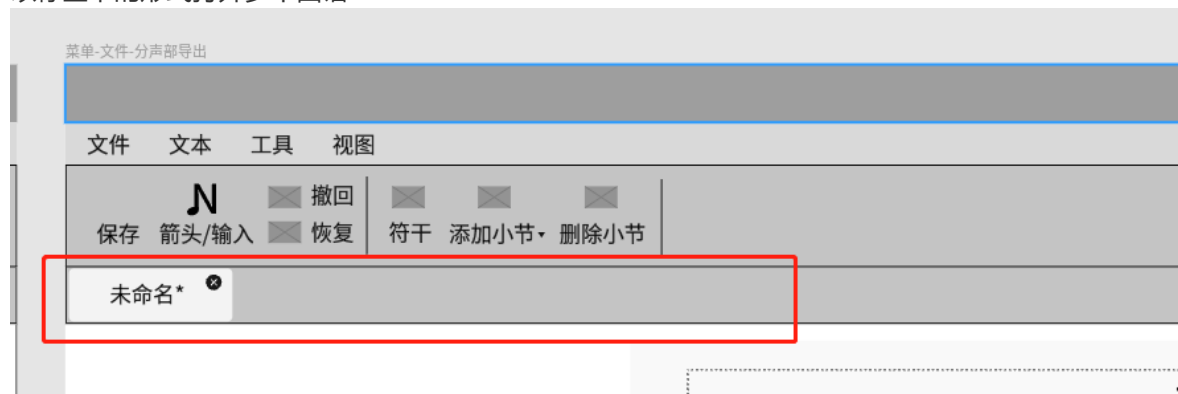 菜单-文件-分声部导出
文件 文本 工具 视图
撤回
保存 箭头/输入 恢复 符干 添加小节 删除小节
未命名*